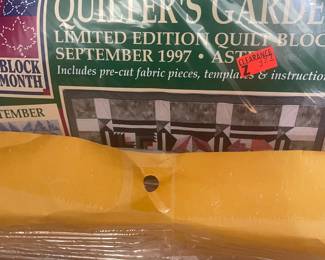 QUILTER'S GARDE
LIMITED EDITION QUILT BLOC
SEPTEMBER 1997 • AST
Includes pre-cut fabric pieces, templates & instruction
CLEARANCE
BLOCK
MONTH
TEMBER